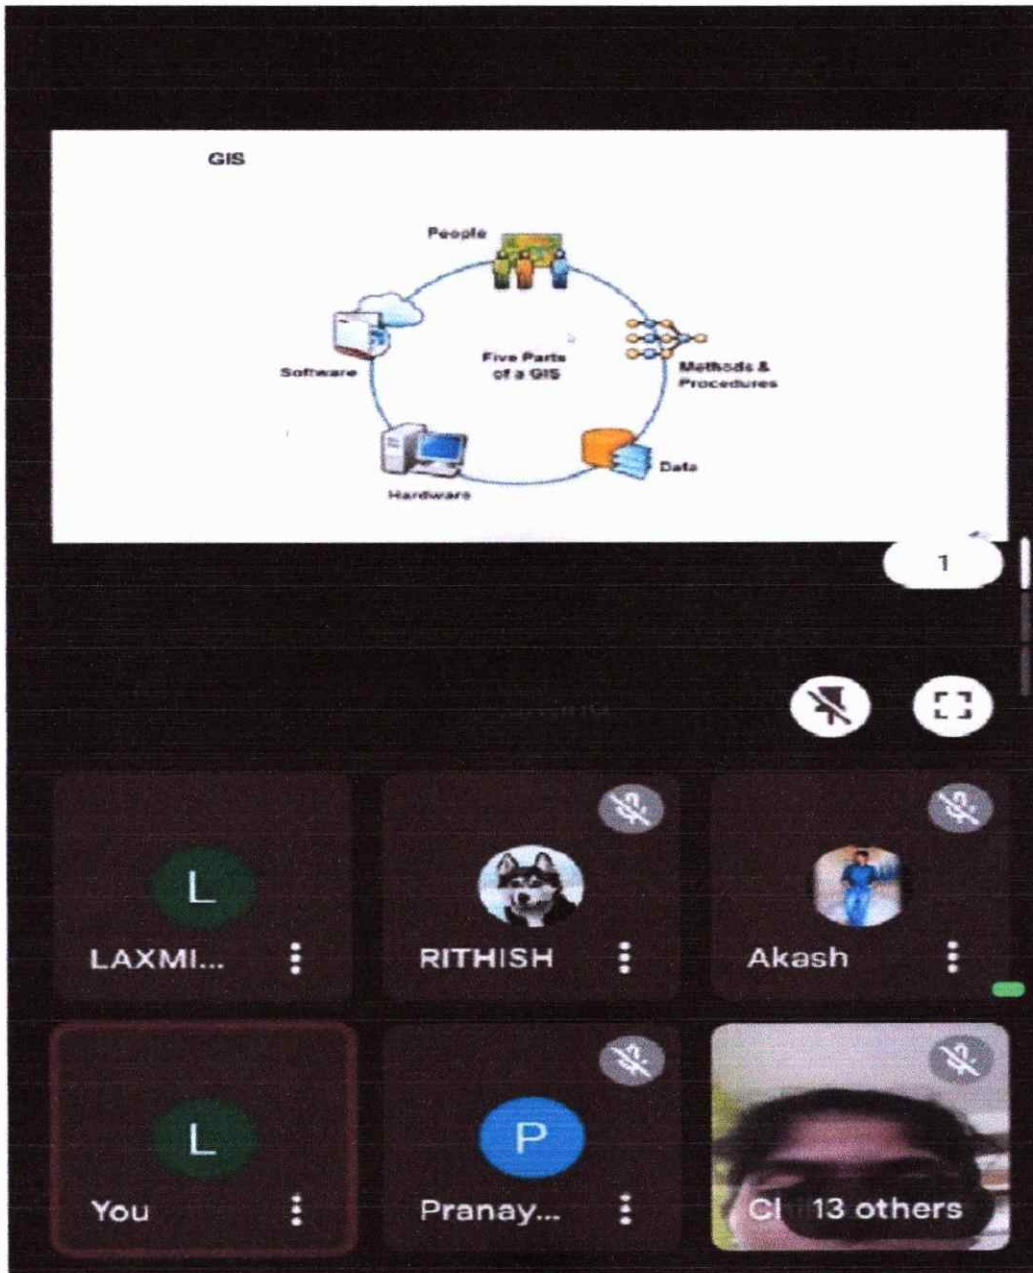 GIS
People
Software
Five Parts
of a GIS
Methods &
Procedures
Data
Hardware
1
L
LAXMI...
RITHISH
Akash
L
You
P
Pranay...
13 others